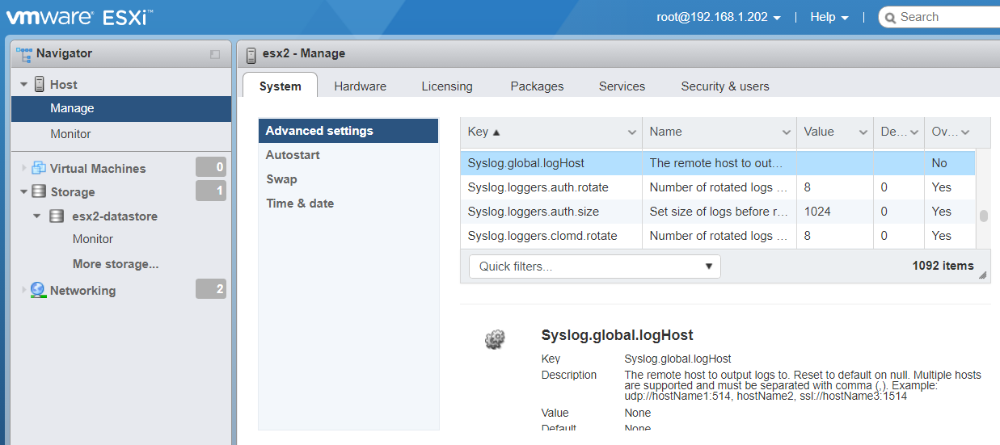 vmware ESXi™
root@192.168.1.202 | Help | Search
Navigator
Host
Manage
Monitor
Virtual Machines 0
Storage 1
esx2-datastore
Monitor
More storage...
Networking 2
esx2 - Manage
System Hardware Licensing Packages Services Security & users
Advanced settings
Autostart
Swap
Time & date
Key Name Value De... Ov...
Syslog.global.logHost The remote host to out... No
Syslog.loggers.auth.rotate Number of rotated logs ... 8 0 Yes
Syslog.loggers.auth.size Set size of logs before r... 1024 0 Yes
Syslog.loggers.clomd.rotate Number of rotated logs ... 8 0 Yes
Quick filters... 1092 items
Syslog.global.logHost
Key Syslog.global.logHost
Description The remote host to output logs to. Reset to default on null. Multiple hosts
are supported and must be separated with comma (,). Example:
udp://hostName1:514, hostName2, ssl://hostName3:1514
Value None
Default None